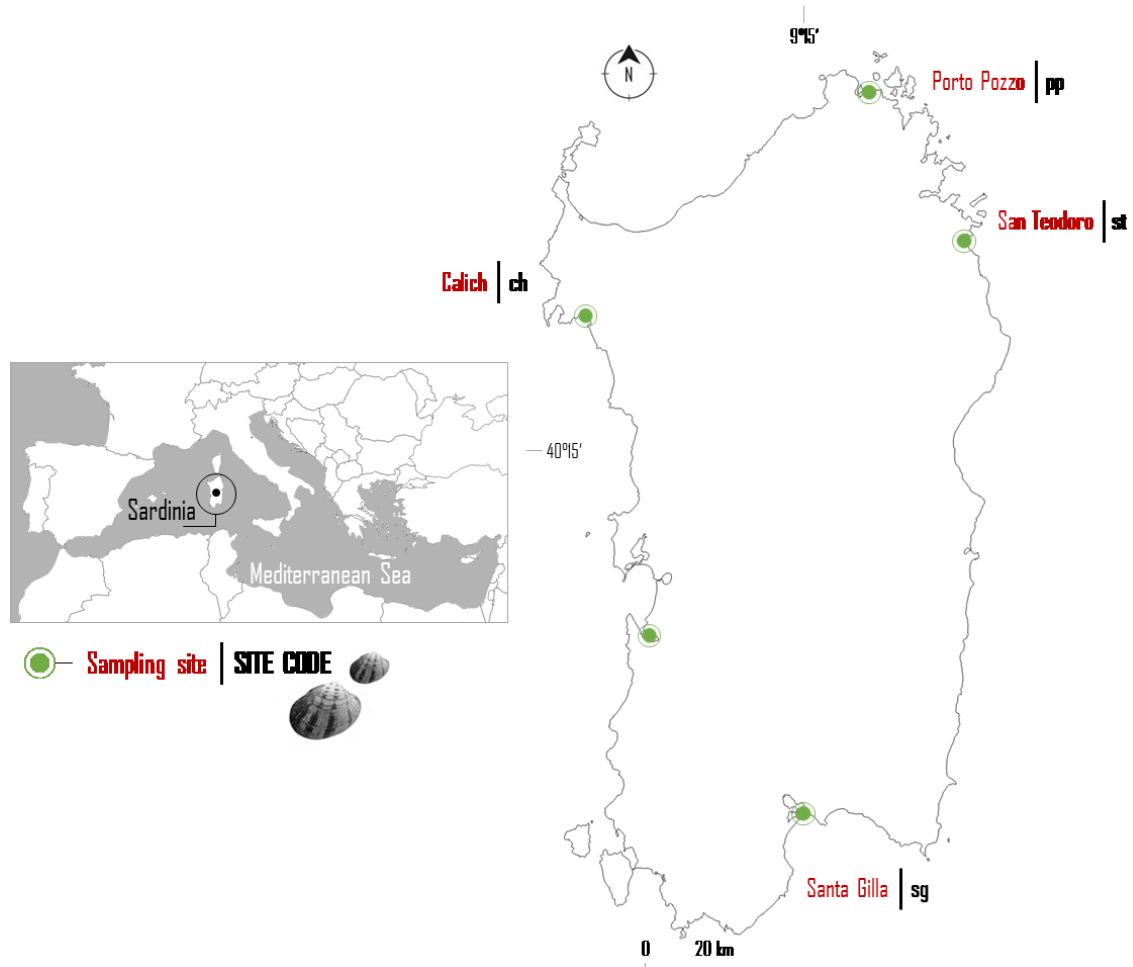 9°15'
N
Porto Pozzo | pp
San Teodoro | st
Calich | ch
40°15'
Sardinia
Mediterranean Sea
Sampling site | SITE CODE
Santa Gilla | sg
0 20 km